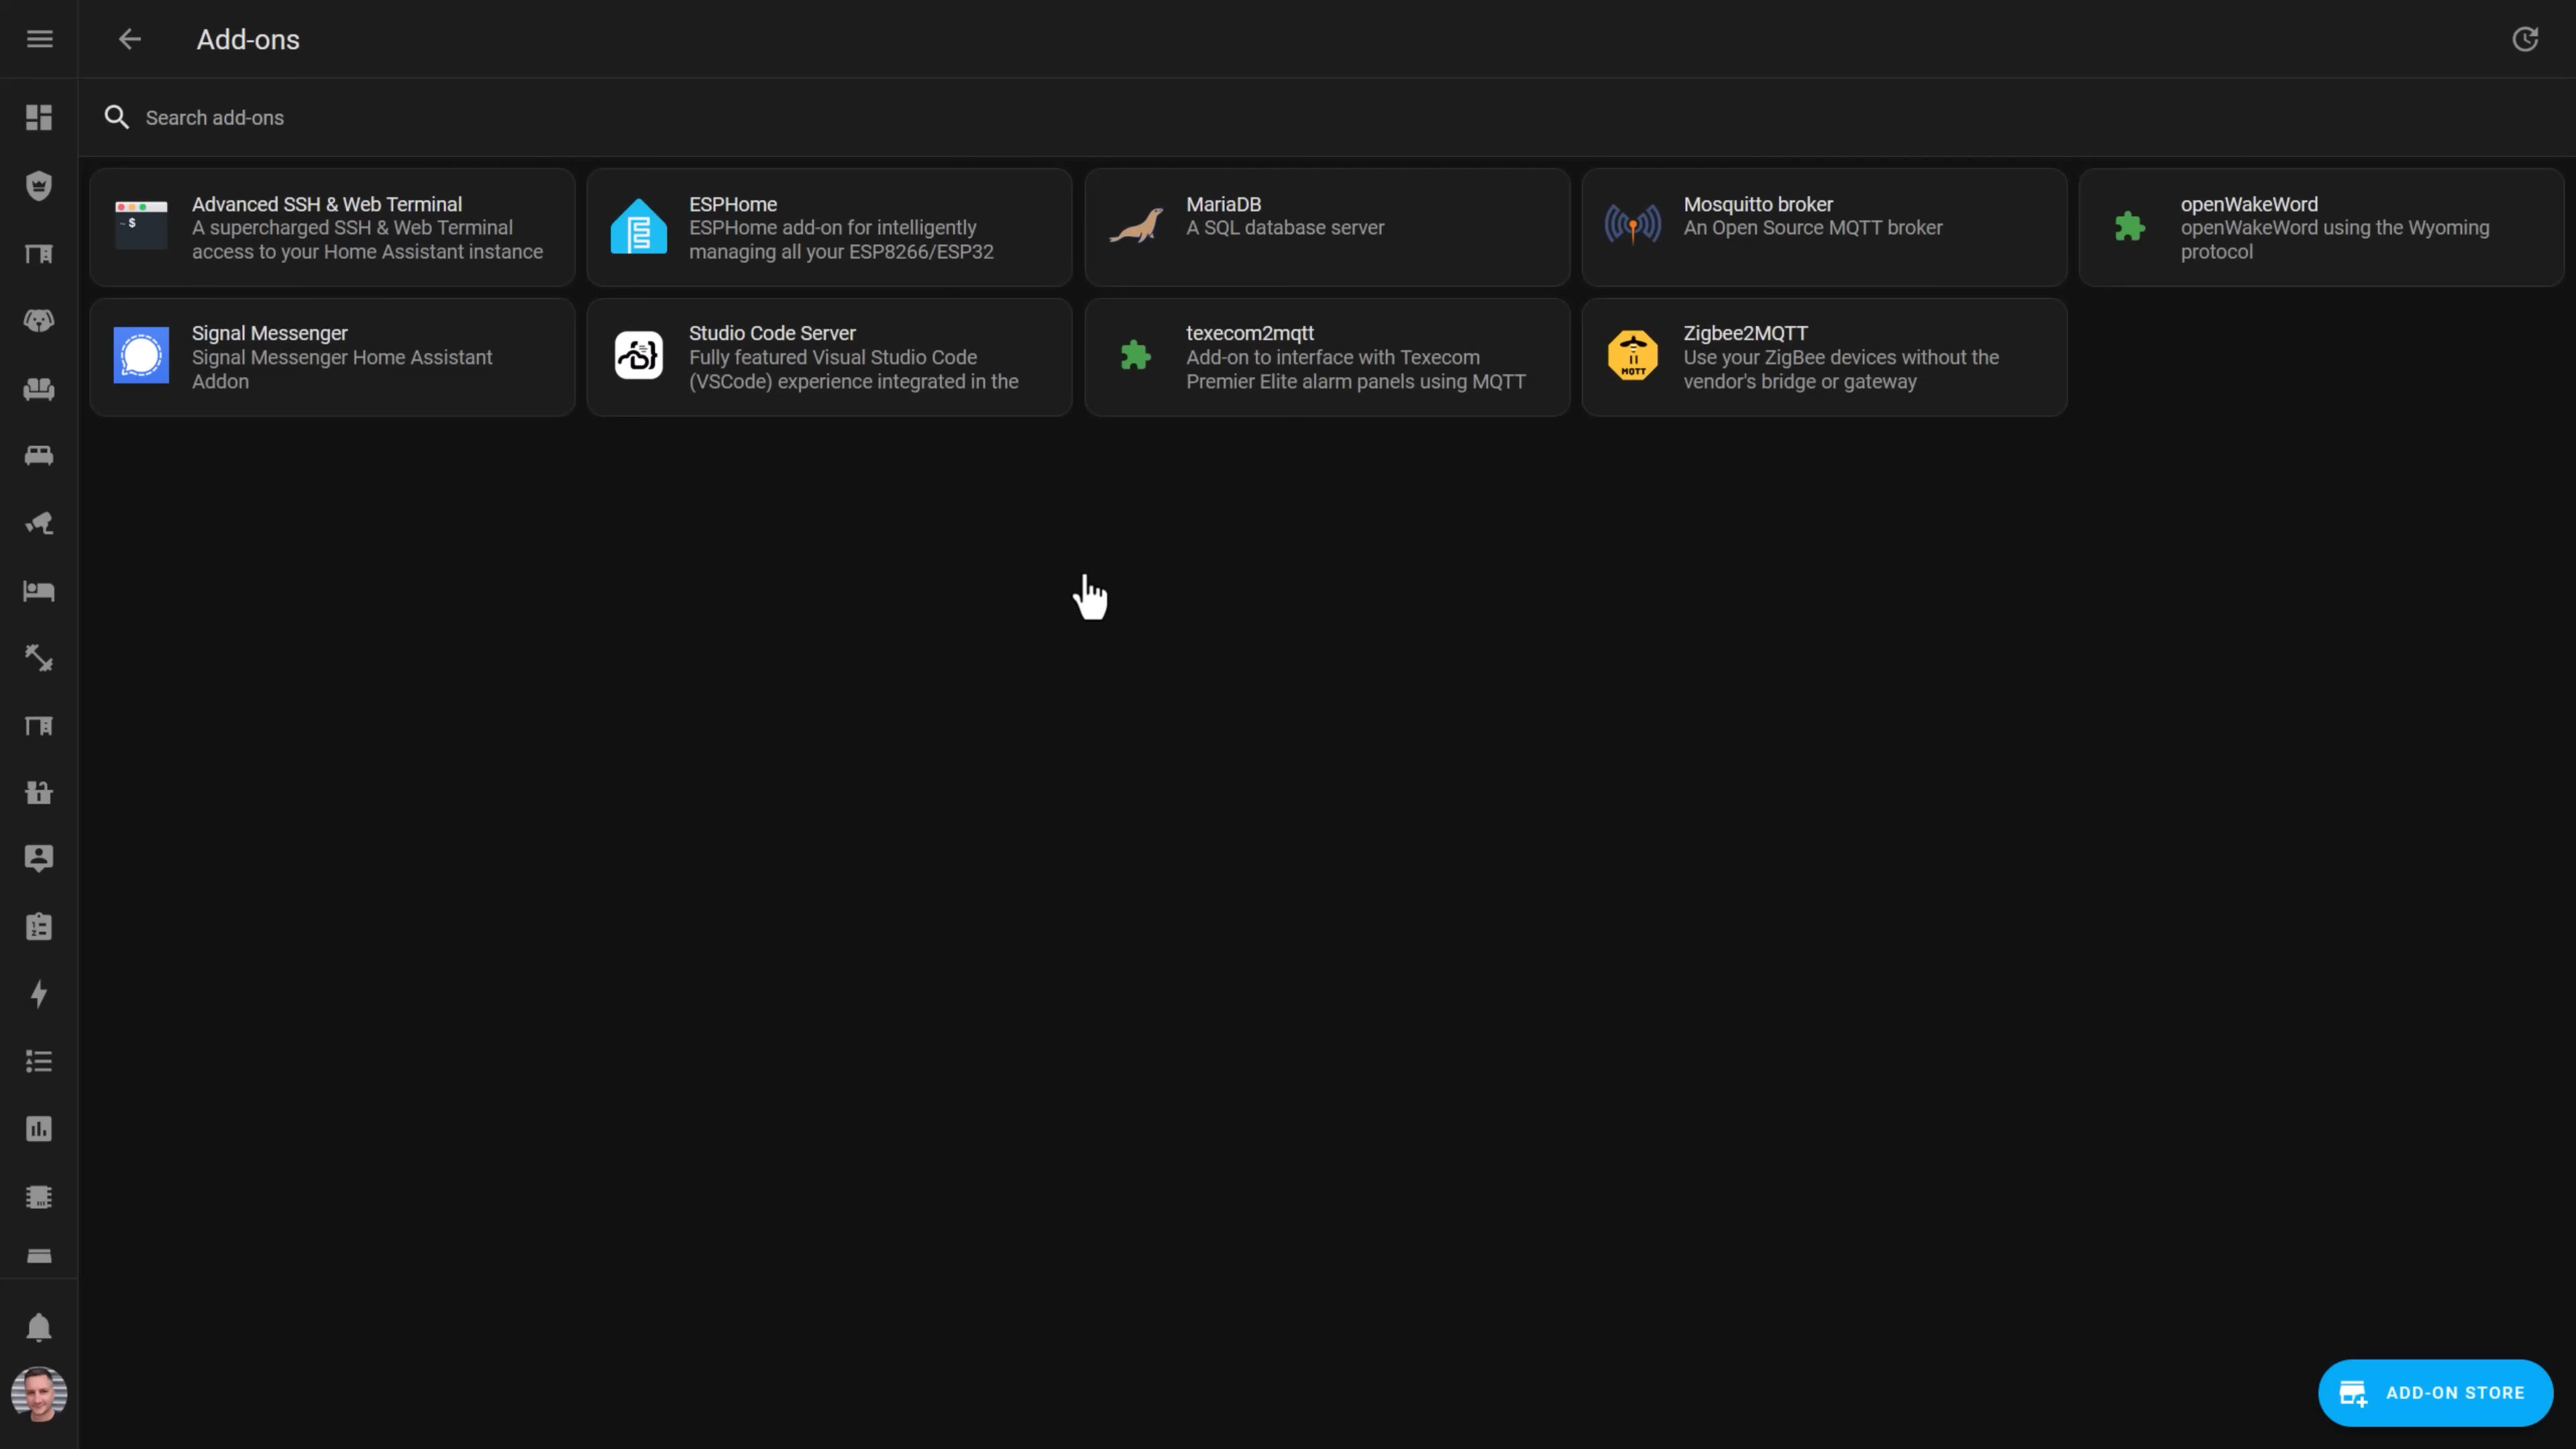 Add-ons
Search add-ons
Advanced SSH & Web Terminal
A supercharged SSH & Web Terminal
access to your Home Assistant instance
ESPHome
ESPHome add-on for intelligently
managing all your ESP8266/ESP32
MariaDB
A SQL database server
Mosquitto broker
An Open Source MQTT broker
openWakeWord
openWakeWord using the Wyoming
protocol
Signal Messenger
Signal Messenger Home Assistant
Addon
Studio Code Server
Fully featured Visual Studio Code
(VSCode) experience integrated in the
texecom2mqtt
Add-on to interface with Texecom
Premier Elite alarm panels using MQTT
MQTT
Zigbee2MQTT
Use your ZigBee devices without the
vendor's bridge or gateway
ADD-ON STORE